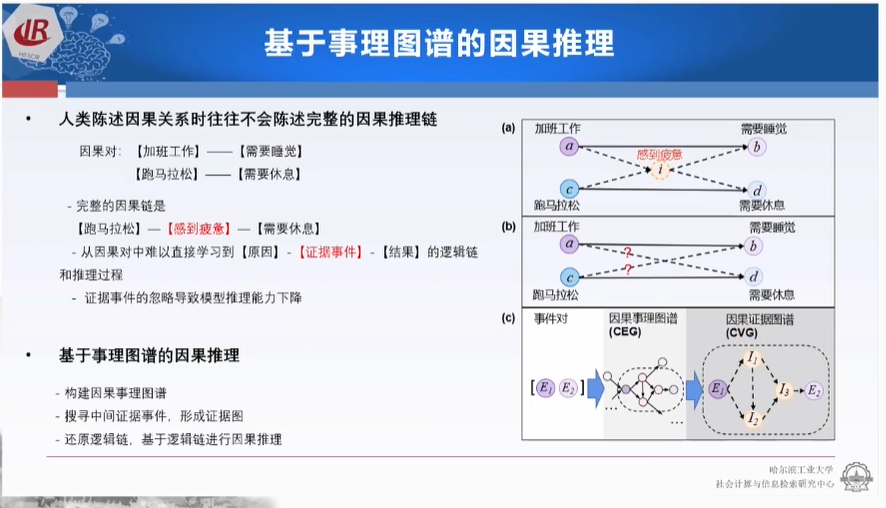 基于事理图谱的因果推理
• 人类陈述因果关系时往往不会陈述完整的因果推理链
因果对：【加班工作】——【需要睡觉】
【跑马拉松】——【需要休息】
- 完整的因果链是
【跑马拉松】—【感到疲惫】—【需要休息】
- 从因果对中难以直接学习到【原因】-【证据事件】-【结果】的逻辑链
和推理过程
- 证据事件的忽略导致模型推理能力下降
• 基于事理图谱的因果推理
- 构建因果事理图谱
- 搜寻中间证据事件，形成证据图
- 还原逻辑链，基于逻辑链进行因果推理
(a)
加班工作 需要睡觉
a b
感到疲惫
i
c d
跑马拉松 需要休息
(b)
加班工作 需要睡觉
a b
?
?
c d
跑马拉松 需要休息
(c)
事件对 因果事理图谱 因果证据图谱
(CEG) (CVG)
[ E1 E2 ]
E1 I1 I2 I3 E2
... ...
哈尔滨工业大学
社会计算与信息检索研究中心